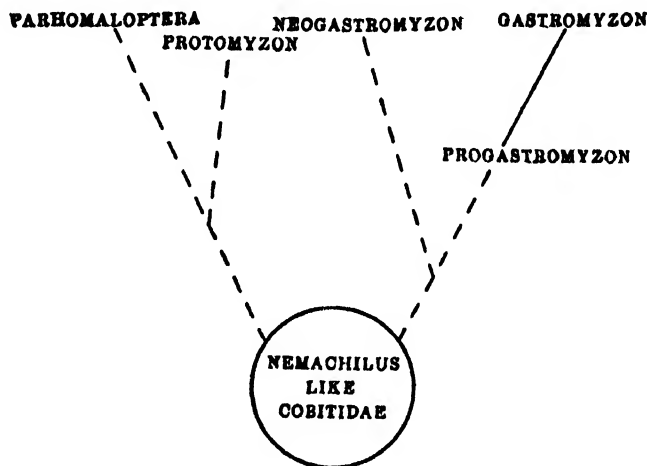 PARHOMALOPTERA
PROTOMYZON
NEOGASTROMYZON
GASTROMYZON
PROGASTROMYZON
NEMACHILUS
LIKE
COBITIDAE